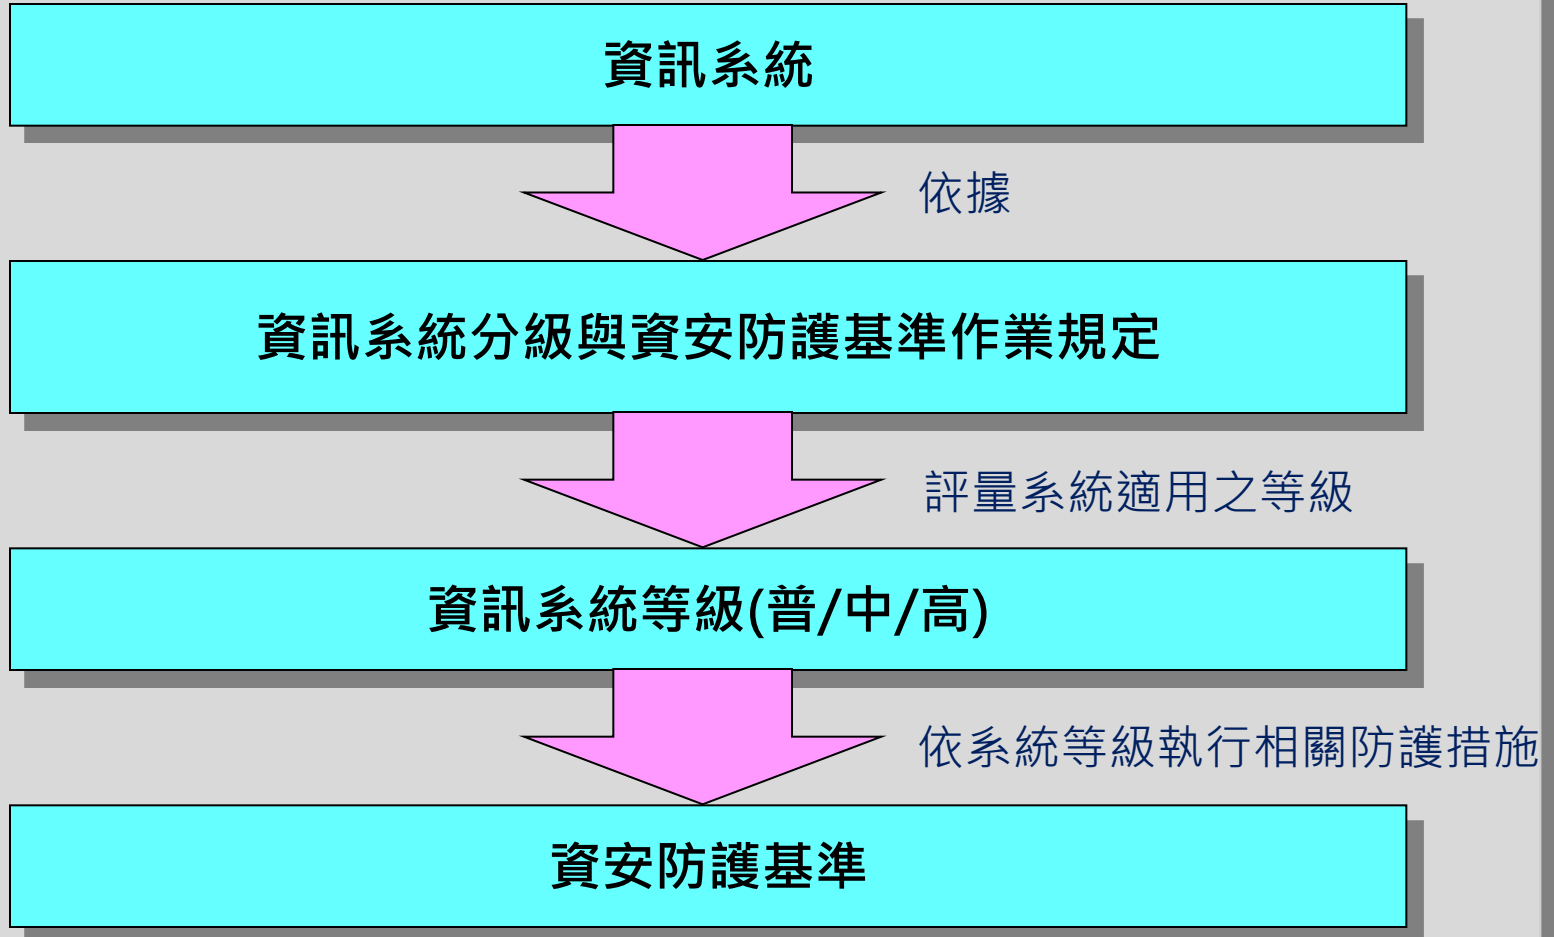 資訊系統
依據
資訊系統分級與資安防護基準作業規定
評量系統適用之等級
資訊系統等級(普/中/高)
依系統等級執行相關防護措施
資安防護基準